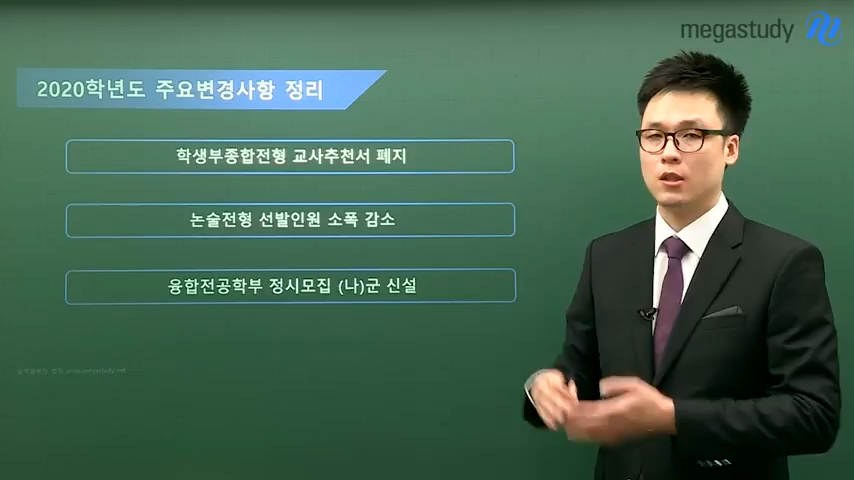 megastudy
2020학년도 주요변경사항 정리
학생부종합전형 교사추천서 폐지
논술전형 선발인원 소폭 감소
융합전공학부 정시모집 (나)군 신설